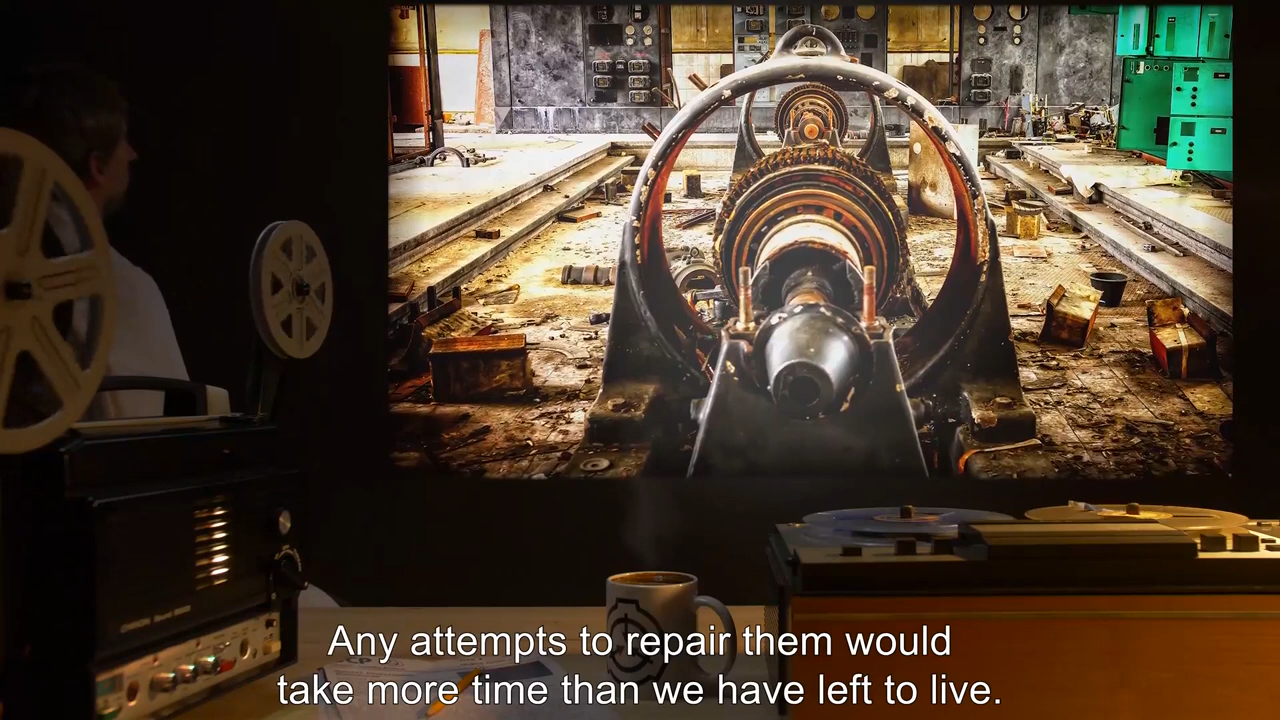 Any attempts to repair them would
take more time than we have left to live.